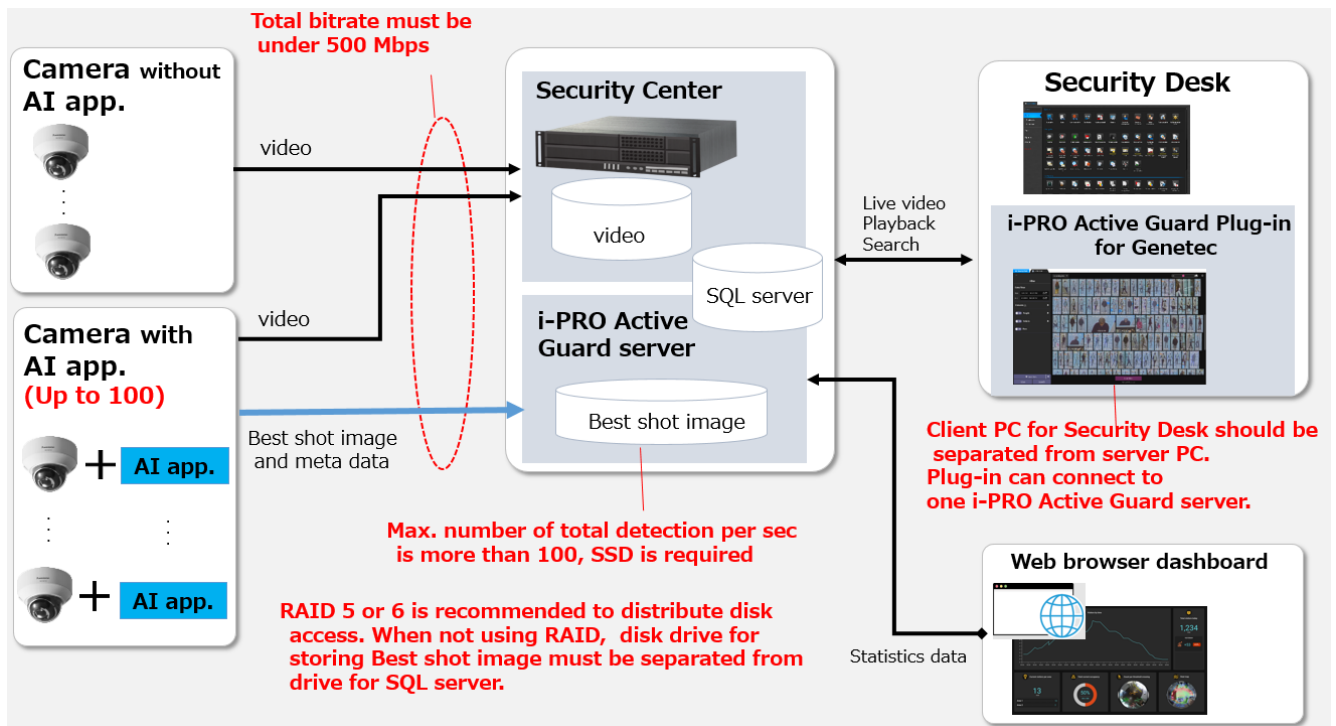 Total bitrate must be
under 500 Mbps
Camera without
AI app.
video
Security Center
video
SQL server
Security Desk
Live video
Playback
Search
i-PRO Active Guard Plug-in
for Genetec
Camera with
AI app.
(Up to 100)
video
i-PRO Active
Guard server
Best shot image
Best shot image
and meta data
+ AI app.
+ AI app.
Client PC for Security Desk should be
separated from server PC.
Plug-in can connect to
one i-PRO Active Guard server.
Max. number of total detection per sec
is more than 100, SSD is required
RAID 5 or 6 is recommended to distribute disk
access. When not using RAID, disk drive for
storing Best shot image must be separated from
drive for SQL server.
Web browser dashboard
Statistics data
1,234
13